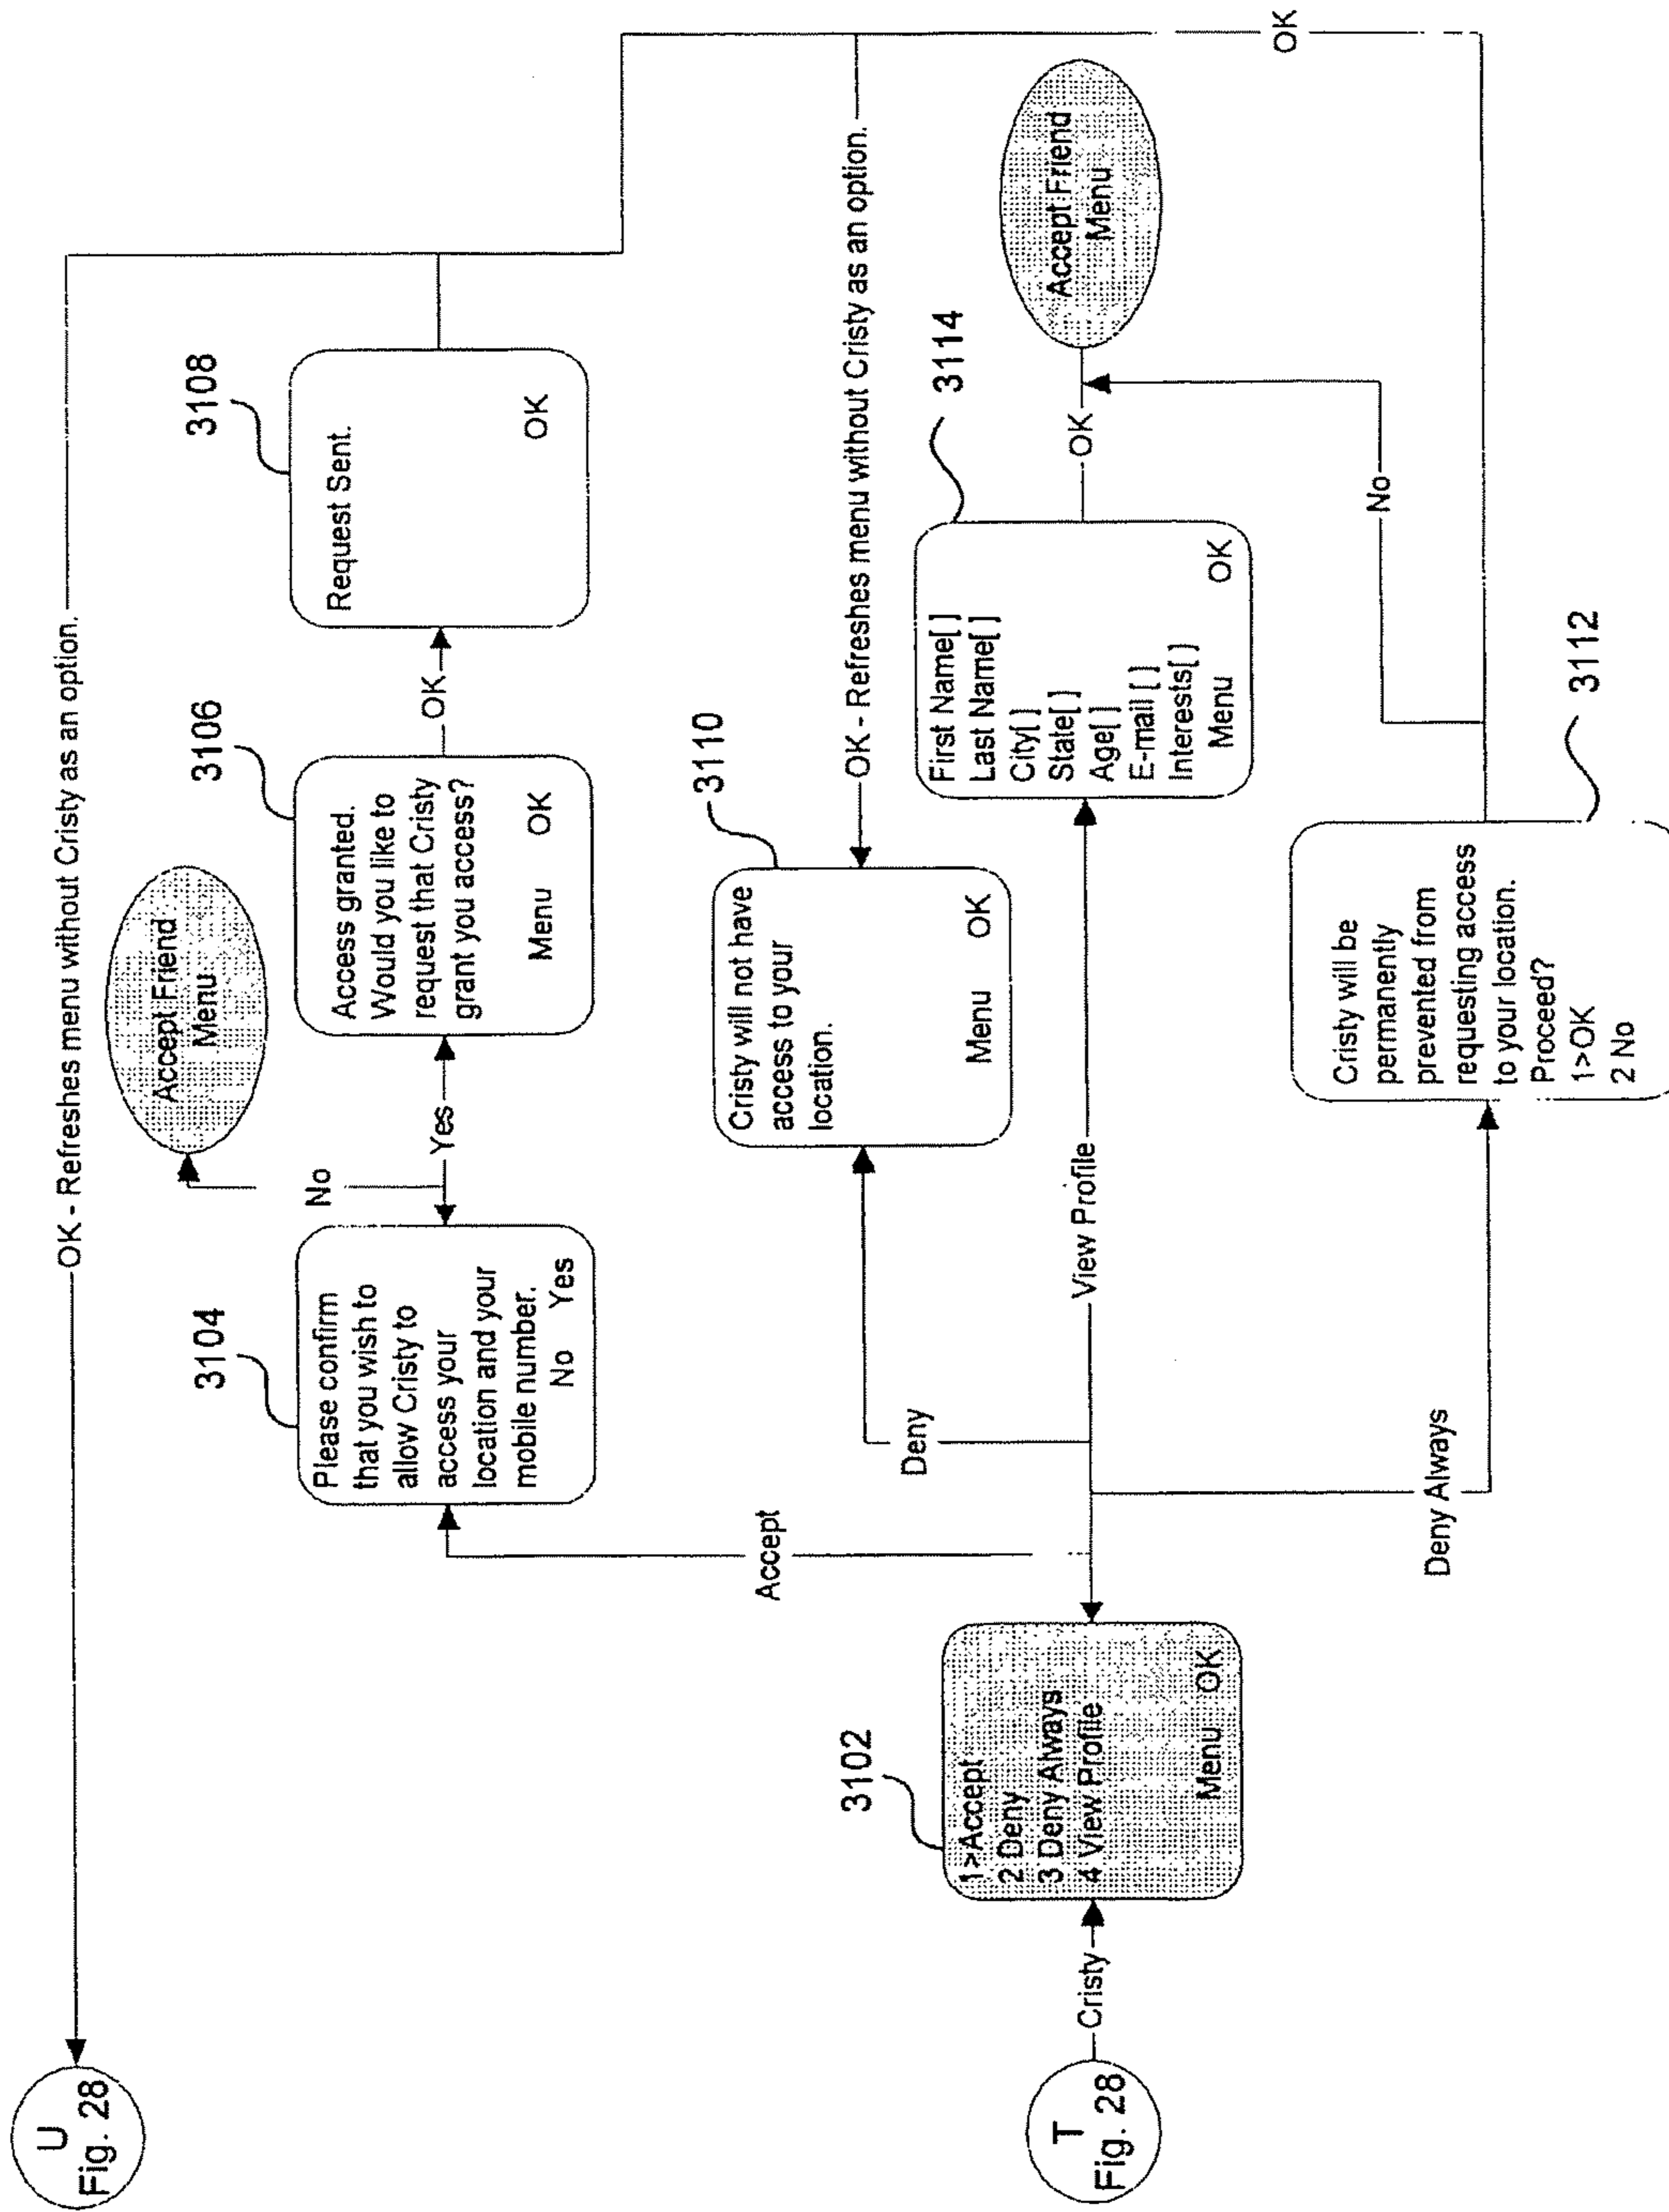 U
Fig. 28
OK - Refreshes menu without Cristy as an option.
Accept Friend
Menu
No
3104
Please confirm
that you wish to
allow Cristy to
access your
location and your
mobile number.
No Yes
Yes
3106
Access granted.
Would you like to
request that Cristy
grant you access?
Menu OK
OK
3108
Request Sent.
OK
Accept
3110
Cristy will not have
access to your
location.
Menu OK
OK - Refreshes menu without Cristy as an option.
Deny
T
Fig. 28
Cristy
3102
1>Accept
2 Deny
3 Deny Always
4 View Profile
Menu OK
View Profile
3114
First Name[ ]
Last Name[ ]
City[ ]
State[ ]
Age[ ]
E-mail [ ]
Interests[ ]
Menu OK
OK
Accept Friend
Menu
No
Deny Always
Cristy will be
permanently
prevented from
requesting access
to your location.
Proceed?
1>OK
2 No
3112
OK